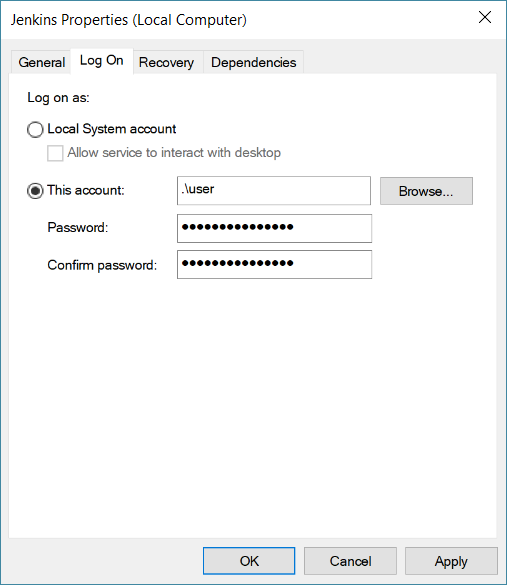 Jenkins Properties (Local Computer)
General Log On Recovery Dependencies
Log on as:
Local System account
Allow service to interact with desktop
This account: .\user Browse...
Password: ●●●●●●●●●●●●●●●
Confirm password: ●●●●●●●●●●●●●●●
OK Cancel Apply